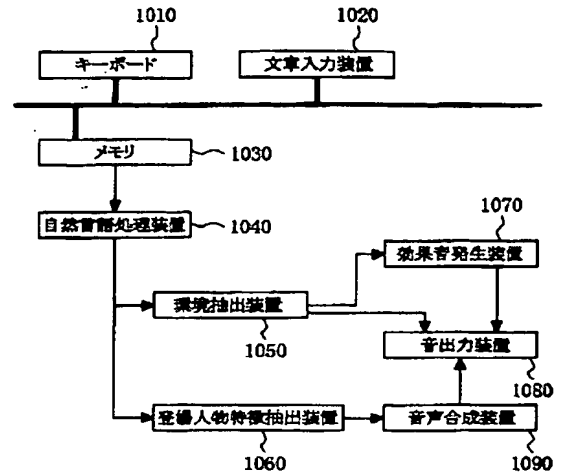 1010
1020
キーボード
文章入力装置
メモリ
1030
自然言語処理装置
1040
1070
効果音発生装置
環境抽出装置
1050
音出力装置
1080
登場人物特徴抽出装置
音声合成装置
1060
1090